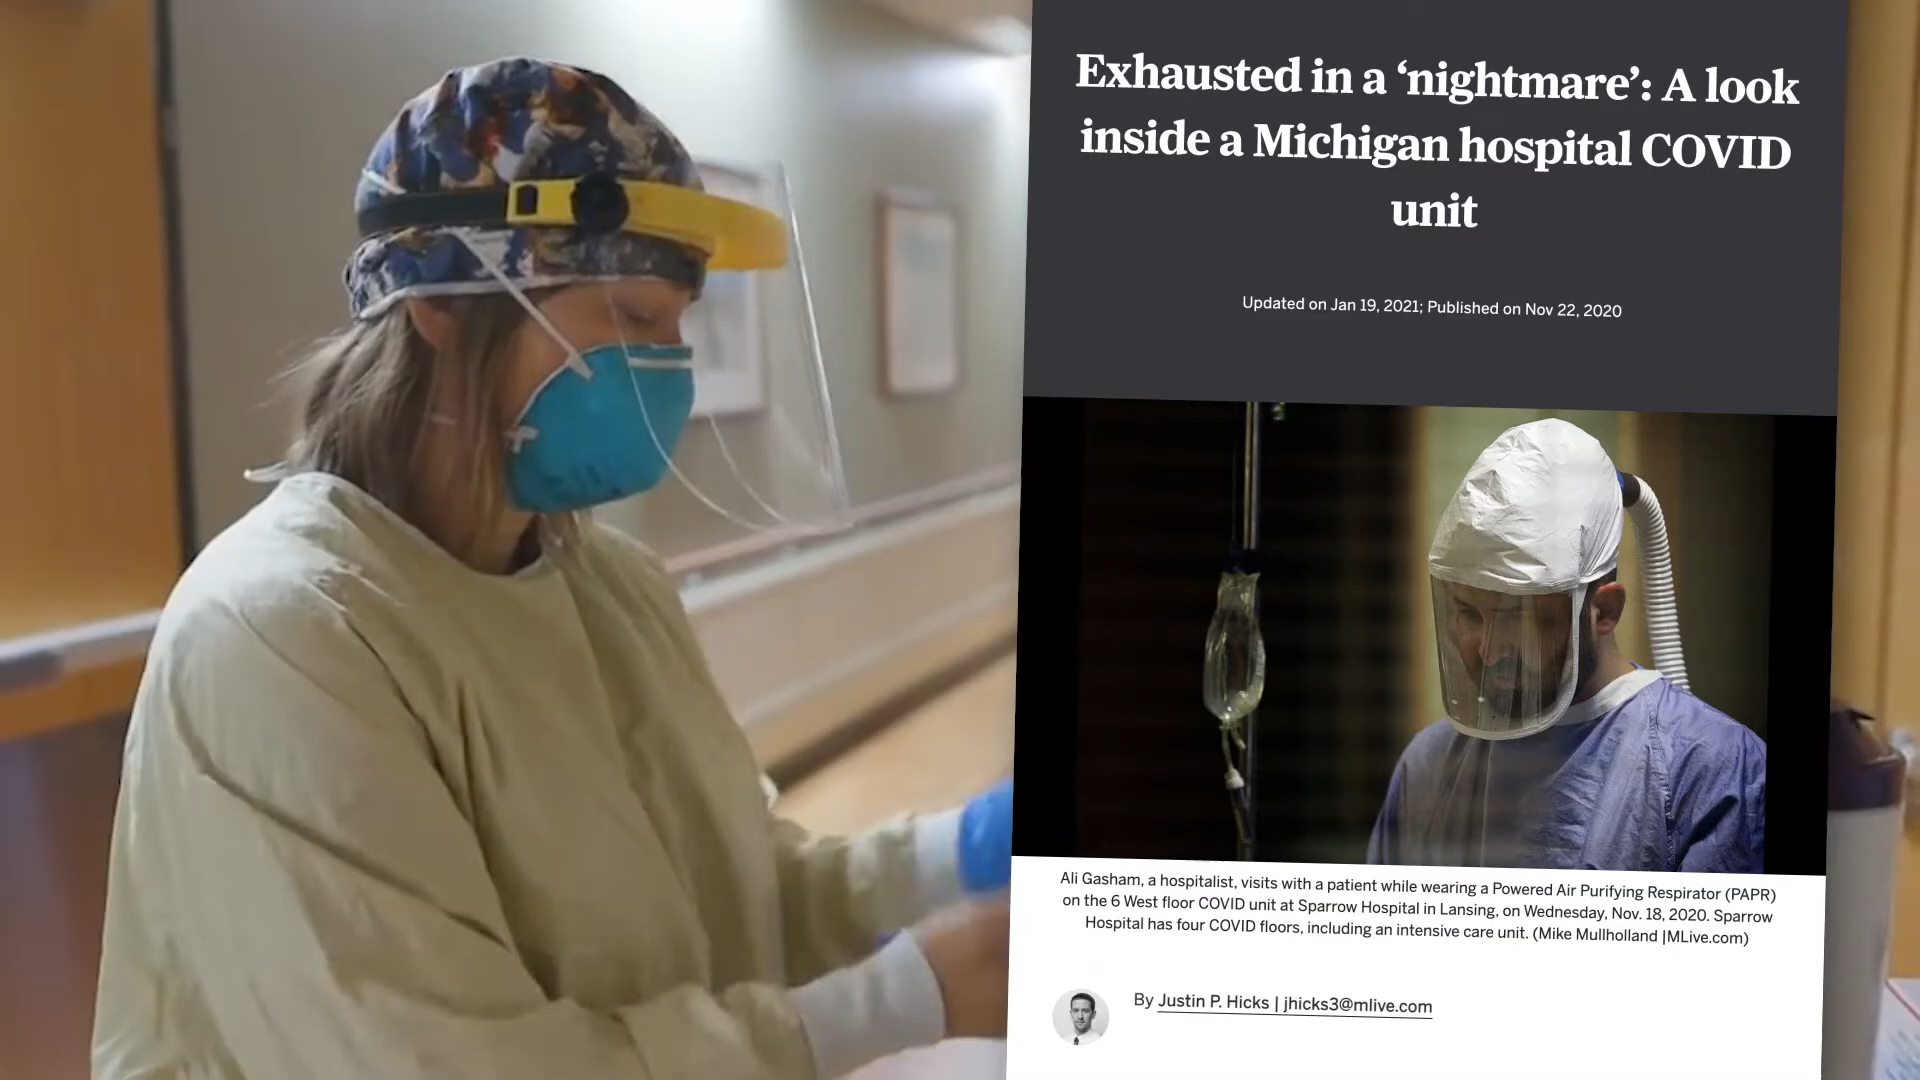 Exhausted in a ‘nightmare’: A look
inside a Michigan hospital COVID
unit
Updated on Jan 19, 2021; Published on Nov 22, 2020
Ali Gasham, a hospitalist, visits with a patient while wearing a Powered Air Purifying Respirator (PAPR)
on the 6 West floor COVID unit at Sparrow Hospital in Lansing, on Wednesday, Nov. 18, 2020. Sparrow
Hospital has four COVID floors, including an intensive care unit. (Mike Mullholland |MLive.com)
By Justin P. Hicks | jhicks3@mlive.com